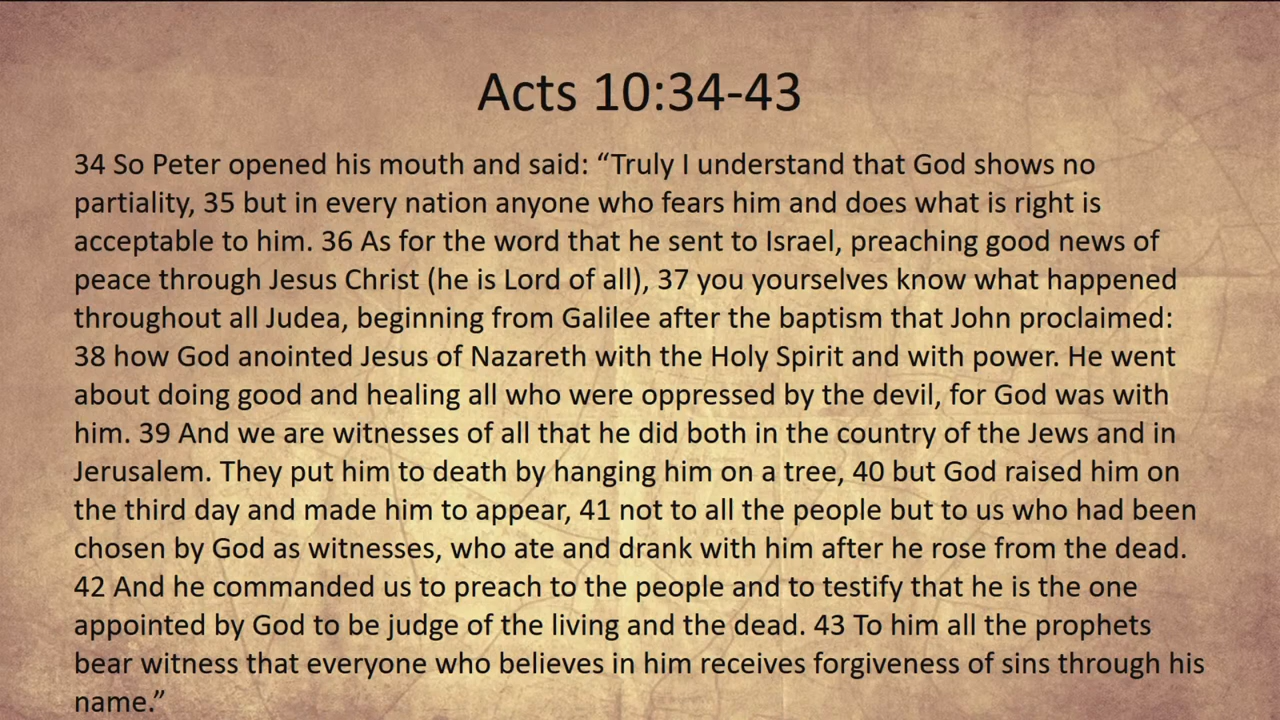 Acts 10:34-43
34 So Peter opened his mouth and said: “Truly I understand that God shows no
partiality, 35 but in every nation anyone who fears him and does what is right is
acceptable to him. 36 As for the word that he sent to Israel, preaching good news of
peace through Jesus Christ (he is Lord of all), 37 you yourselves know what happened
throughout all Judea, beginning from Galilee after the baptism that John proclaimed:
38 how God anointed Jesus of Nazareth with the Holy Spirit and with power. He went
about doing good and healing all who were oppressed by the devil, for God was with
him. 39 And we are witnesses of all that he did both in the country of the Jews and in
Jerusalem. They put him to death by hanging him on a tree, 40 but God raised him on
the third day and made him to appear, 41 not to all the people but to us who had been
chosen by God as witnesses, who ate and drank with him after he rose from the dead.
42 And he commanded us to preach to the people and to testify that he is the one
appointed by God to be judge of the living and the dead. 43 To him all the prophets
bear witness that everyone who believes in him receives forgiveness of sins through his
name.”